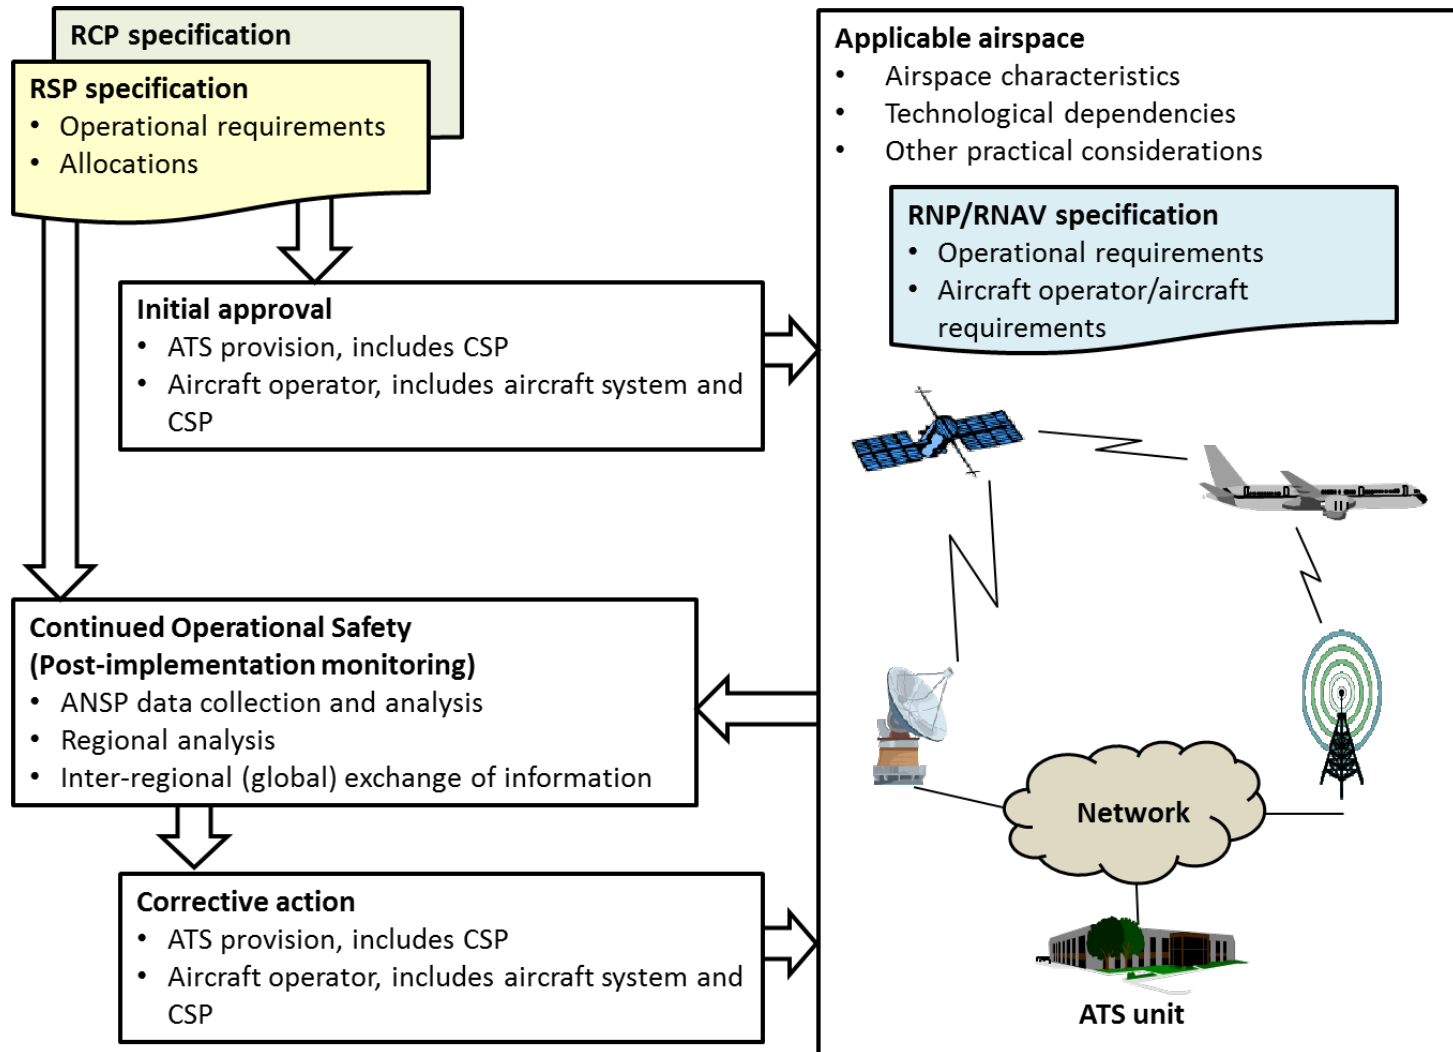 RCP specification
RSP specification
• Operational requirements
• Allocations
Initial approval
• ATS provision, includes CSP
• Aircraft operator, includes aircraft system and
CSP
Continued Operational Safety
(Post-implementation monitoring)
• ANSP data collection and analysis
• Regional analysis
• Inter-regional (global) exchange of information
Corrective action
• ATS provision, includes CSP
• Aircraft operator, includes aircraft system and
CSP
Applicable airspace
• Airspace characteristics
• Technological dependencies
• Other practical considerations
RNP/RNAV specification
• Operational requirements
• Aircraft operator/aircraft
requirements
Network
ATS unit